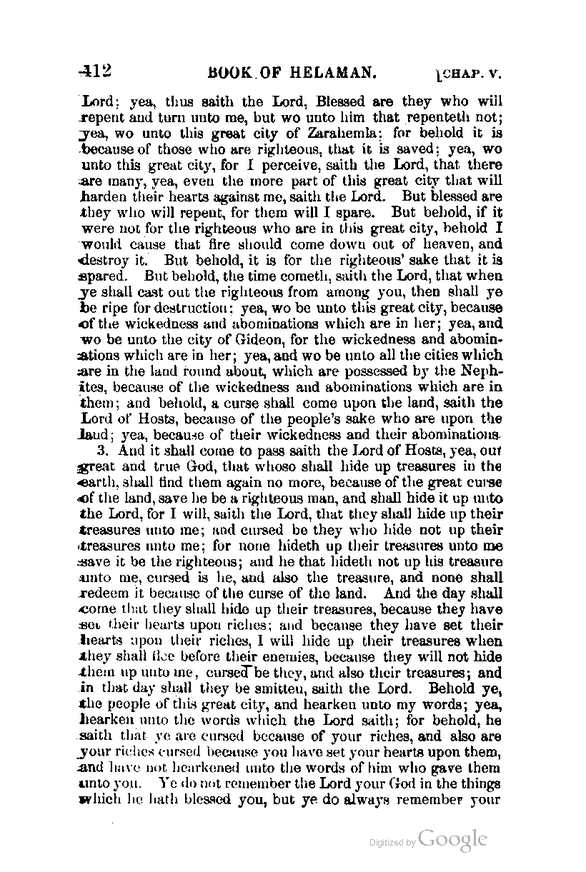 412 BOOK OF HELAMAN. [CHAP. V.
Lord; yea, thus saith the Lord, Blessed are they who will
repent and turn unto me, but wo unto him that repenteth not;
yea, wo unto this great city of Zarahemla; for behold it is
because of those who are righteous, that it is saved; yea, wo
unto this great city, for I perceive, saith the Lord, that there
are many, yea, even the more part of this great city that will
harden their hearts against me, saith the Lord. But blessed are
they who will repent, for them will I spare. But behold, if it
were not for the righteous who are in this great city, behold I
would cause that fire should come down out of heaven, and
destroy it. But behold, it is for the righteous' sake that it is
spared. But behold, the time cometh, saith the Lord, that when
ye shall cast out the righteous from among you, then shall ye
be ripe for destruction; yea, wo be unto this great city, because
of the wickedness and abominations which are in her; yea, and
wo be unto the city of Gideon, for the wickedness and abomin-
ations which are in her; yea, and wo be unto all the cities which
are in the land round about, which are possessed by the Neph-
ites, because of the wickedness and abominations which are in
them; and behold, a curse shall come upon the land, saith the
Lord of Hosts, because of the people's sake who are upon the
land; yea, because of their wickedness and their abominations.
3. And it shall come to pass saith the Lord of Hosts, yea, our
great and true God, that whoso shall hide up treasures in the
earth, shall find them again no more, because of the great curse
of the land, save he be a righteous man, and shall hide it up unto
the Lord, for I will, saith the Lord, that they shall hide up their
treasures unto me; and cursed be they who hide not up their
treasures unto me; for none hideth up their treasures unto me
save it be the righteous; and he that hideth not up his treasure
unto me, cursed is he, and also the treasure, and none shall
redeem it because of the curse of the land. And the day shall
come that they shall hide up their treasures, because they have
set their hearts upon riches; and because they have set their
hearts upon their riches, I will hide up their treasures when
they shall flee before their enemies, because they will not hide
them up unto me, cursed be they, and also their treasures; and
in that day shall they be smitten, saith the Lord. Behold ye,
the people of this great city, and hearken unto my words; yea,
hearken unto the words which the Lord saith; for behold, he
saith that ye are cursed because of your riches, and also are
your riches cursed because you have set your hearts upon them,
and have not hearkened unto the words of him who gave them
unto you. Ye do not remember the Lord your God in the things
which he hath blessed you, but ye do always remember your
Digitized by Google